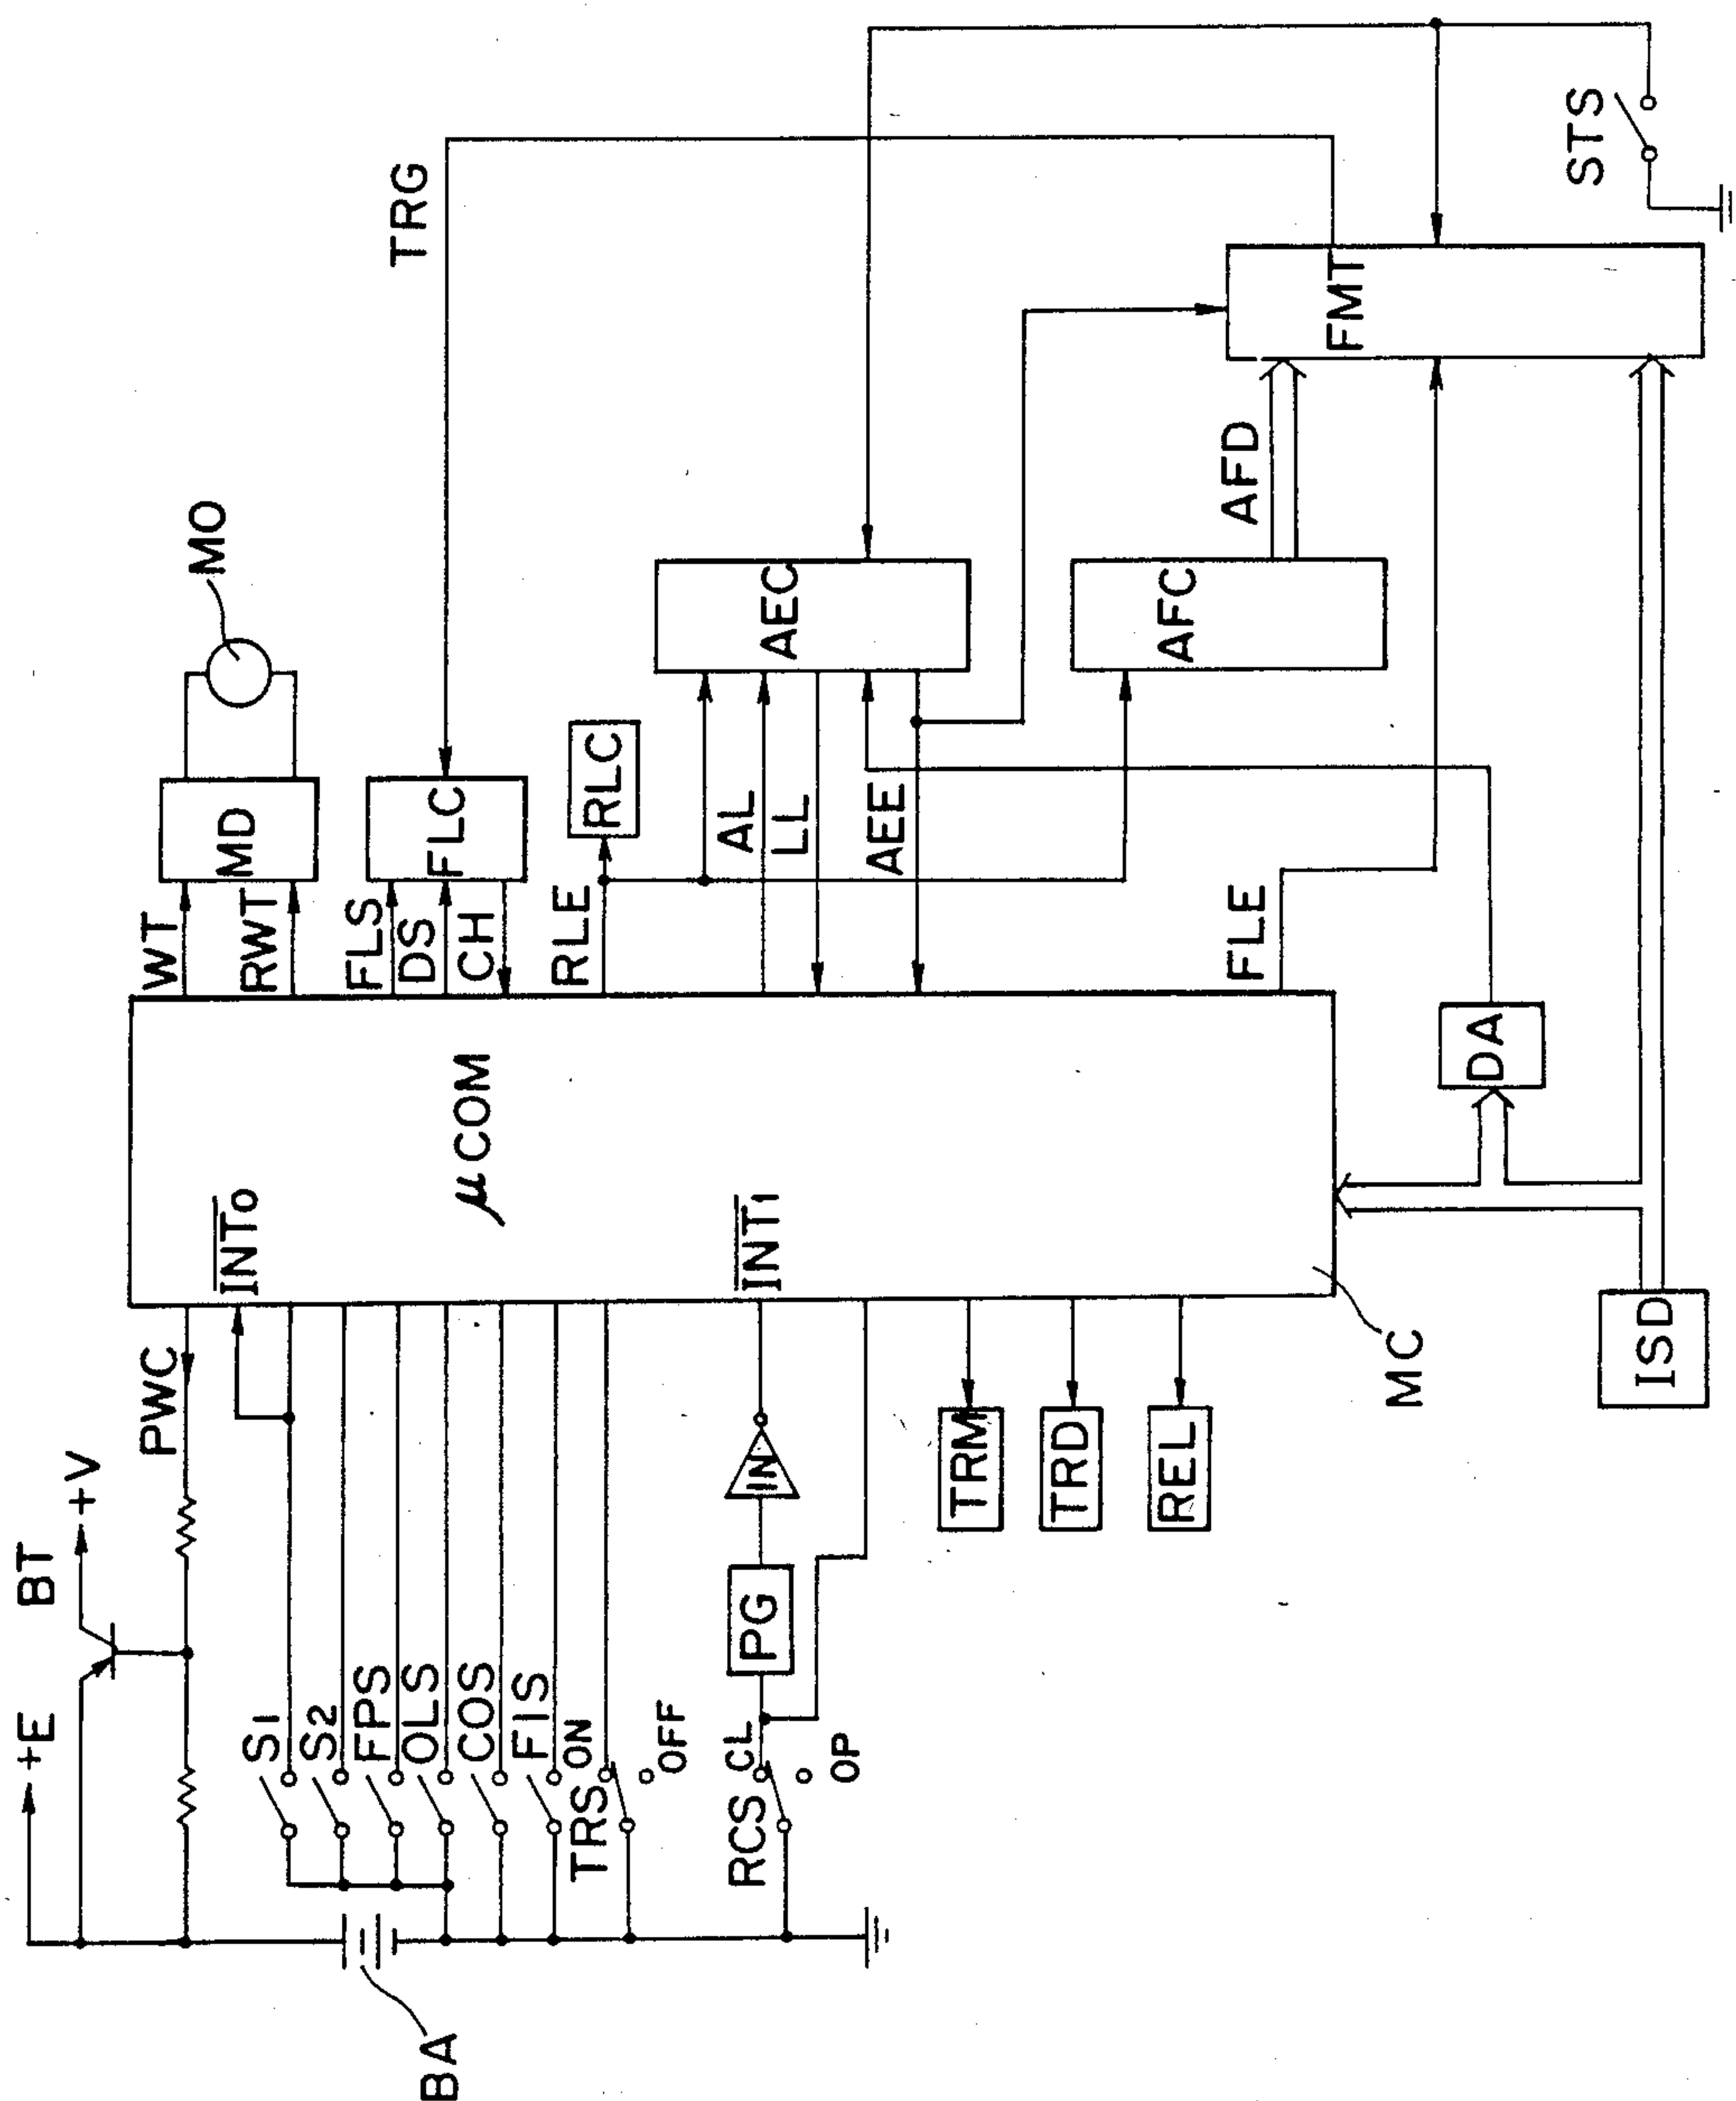 +E
BT
+V
PWC
INT0
S1
S2
FPS
OLS
COS
FIS
TRS
ON
OFF
RCS
CL
OP
PG
IN
INT1
TRM
TRD
REL
BA
μCOM
MC
ISD
DA
WT
RWT
MD
MO
FLS
DS
CH
FLC
TRG
RLE
RLC
AL
LL
AEE
AEC
AFC
AFD
FLE
FMT
STS